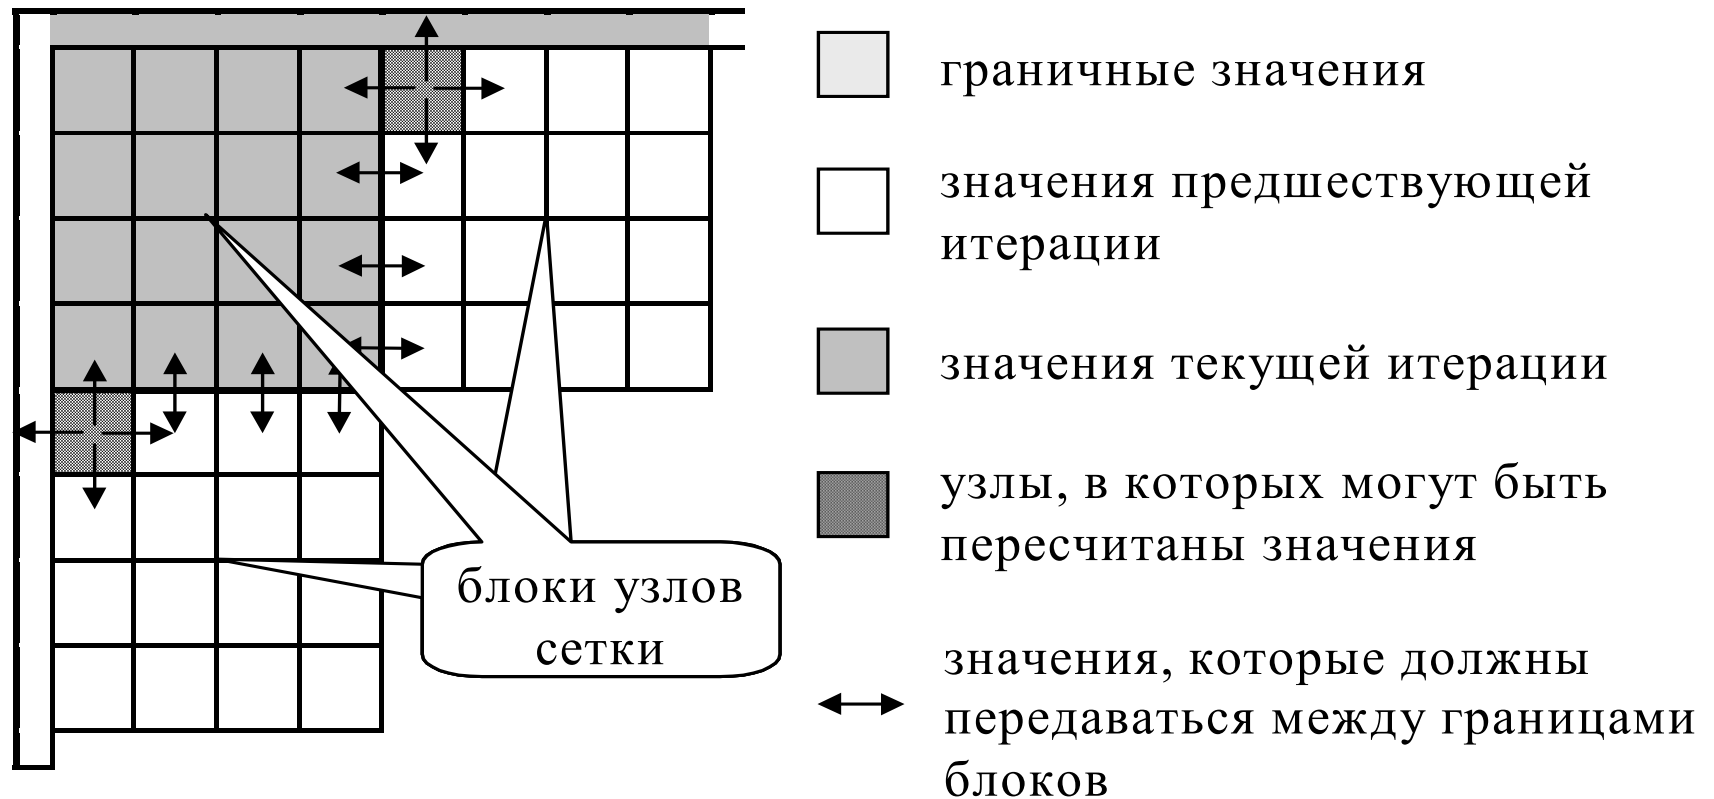 граничные значения
значения предшествующей
итерации
значения текущей итерации
узлы, в которых могут быть
пересчитаны значения
блоки узлов
сетки
значения, которые должны
передаваться между границами
блоков